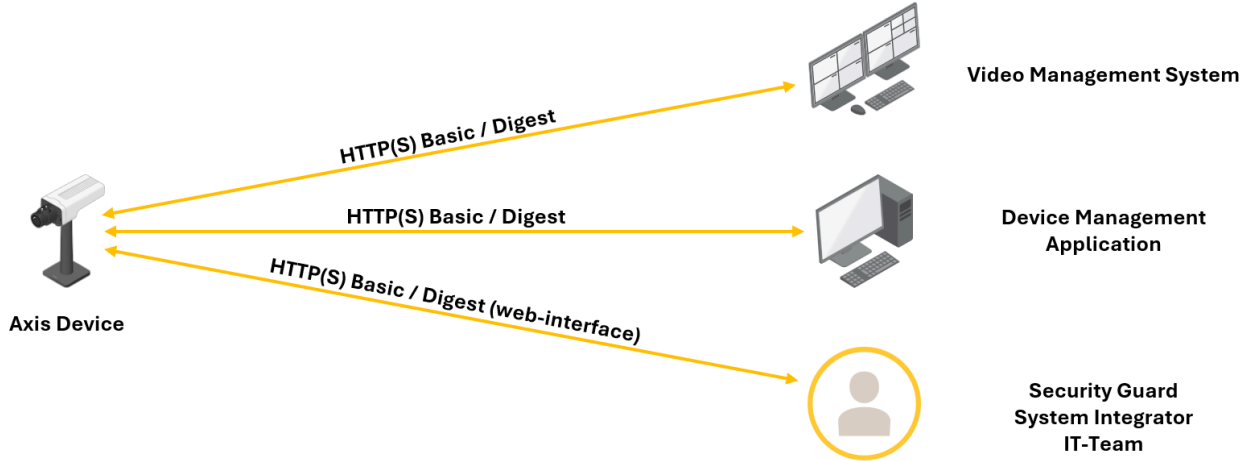 Video Management System
HTTP(S) Basic / Digest
HTTP(S) Basic / Digest
Device Management
Application
HTTP(S) Basic / Digest (web-interface)
Axis Device
Security Guard
System Integrator
IT-Team